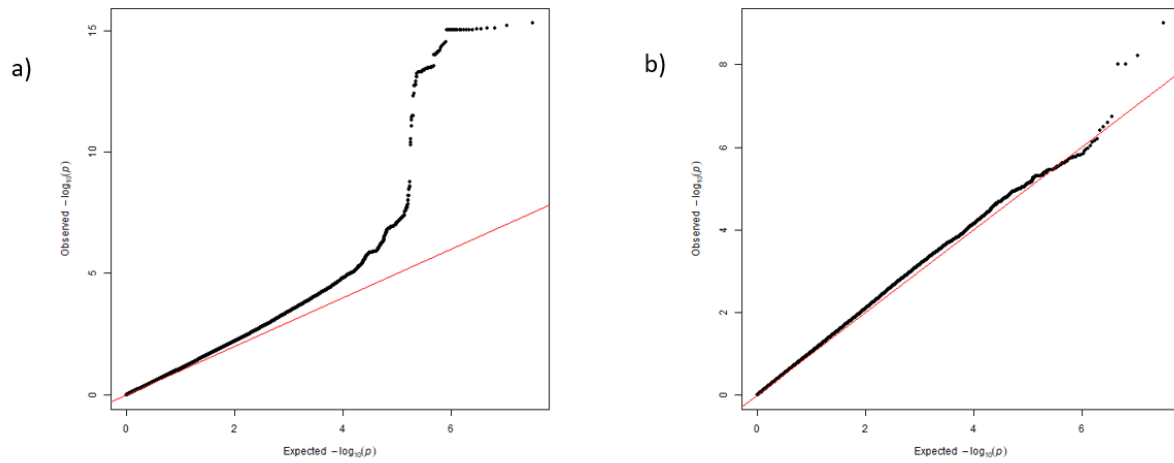 a)
15
10
5
0
Observed −log10(p)
0 2 4 6
Expected −log10(p)
b)
8
6
4
2
0
Observed −log10(p)
0 2 4 6
Expected −log10(p)